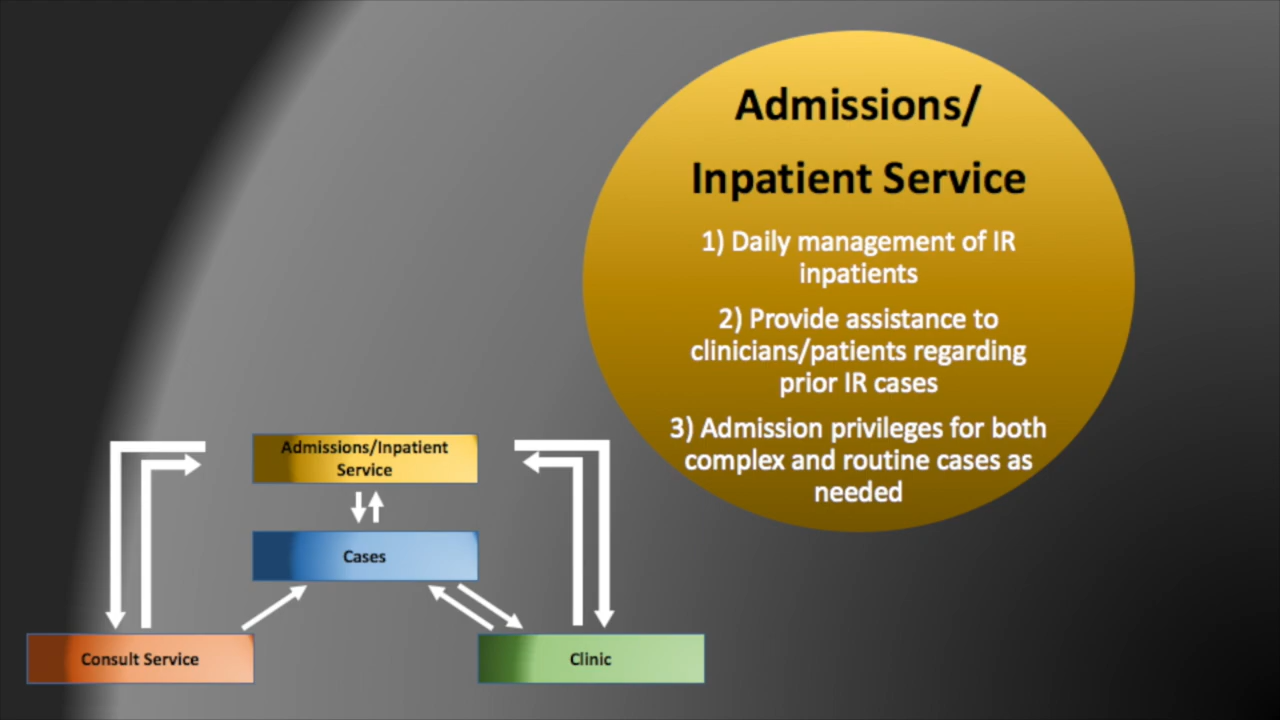 Admissions/
Inpatient Service
1) Daily management of IR
inpatients
2) Provide assistance to
clinicians/patients regarding
prior IR cases
3) Admission privileges for both
complex and routine cases as
needed
Admissions/Inpatient
Service
Cases
Consult Service
Clinic